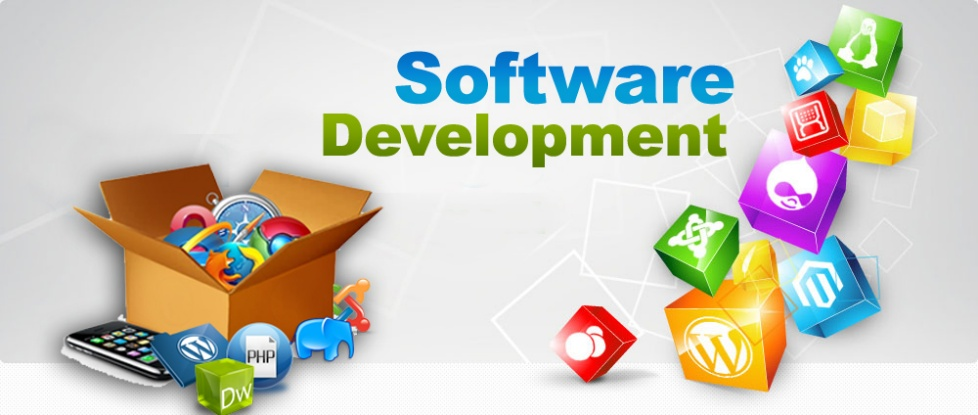 Software
Development
PHP
DW